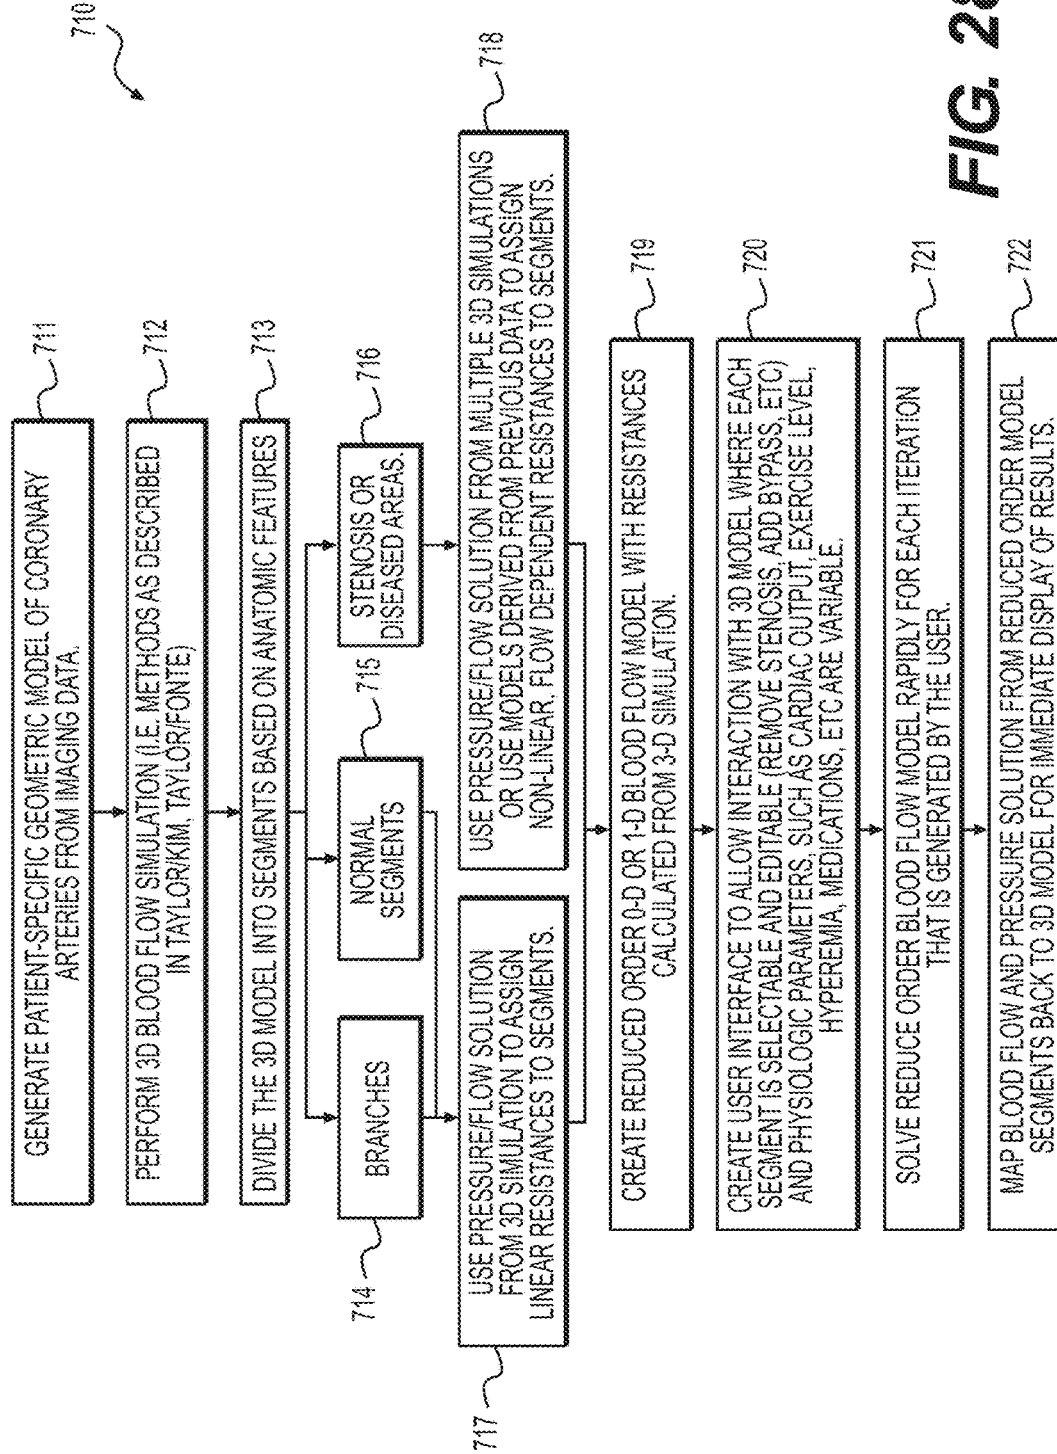 710
GENERATE PATIENT-SPECIFIC GEOMETRIC MODEL OF CORONARY
ARTERIES FROM IMAGING DATA.
711
PERFORM 3D BLOOD FLOW SIMULATION (I.E. METHODS AS DESCRIBED
IN TAYLOR/KIM, TAYLOR/FONTE)
712
DIVIDE THE 3D MODEL INTO SEGMENTS BASED ON ANATOMIC FEATURES
713
714
BRANCHES
NORMAL
SEGMENTS
715
STENOSIS OR
DISEASED AREAS.
716
717
USE PRESSURE/FLOW SOLUTION
FROM 3D SIMULATION TO ASSIGN
LINEAR RESISTANCES TO SEGMENTS.
USE PRESSURE/FLOW SOLUTION FROM MULTIPLE 3D SIMULATIONS
OR USE MODELS DERIVED FROM PREVIOUS DATA TO ASSIGN
NON-LINEAR, FLOW DEPENDENT RESISTANCES TO SEGMENTS.
718
CREATE REDUCED ORDER 0-D OR 1-D BLOOD FLOW MODEL WITH RESISTANCES
CALCULATED FROM 3-D SIMULATION.
719
CREATE USER INTERFACE TO ALLOW INTERACTION WITH 3D MODEL WHERE EACH
SEGMENT IS SELECTABLE AND EDITABLE (REMOVE STENOSIS, ADD BYPASS, ETC)
AND PHYSIOLOGIC PARAMETERS, SUCH AS CARDIAC OUTPUT, EXERCISE LEVEL,
HYPEREMIA, MEDICATIONS, ETC ARE VARIABLE.
720
SOLVE REDUCE ORDER BLOOD FLOW MODEL RAPIDLY FOR EACH ITERATION
THAT IS GENERATED BY THE USER.
721
MAP BLOOD FLOW AND PRESSURE SOLUTION FROM REDUCED ORDER MODEL
SEGMENTS BACK TO 3D MODEL FOR IMMEDIATE DISPLAY OF RESULTS.
722
FIG. 28